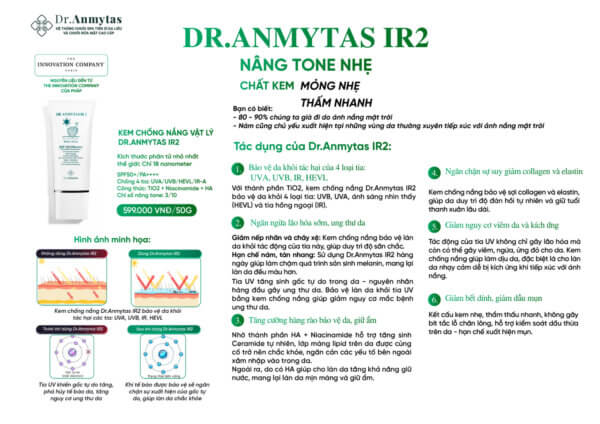 Dr.Anmytas
HỆ THỐNG CHUỖI SPA TIÊN DI DA LIỄU
VÀ CHUỖI RỬA MẶT CAO CẤP
DR.ANMYTAS IR2
NÂNG TONE NHẸ
CHẤT KEM MỎNG NHẸ
THẤM NHANH
THE
INNOVATION COMPANY
PARIS
NGUYÊN LIỆU ĐẾN TỪ
THE INNOVATION COMPANY
CỦA PHÁP
DR.ANMYTAS IR 2
KEM CHỐNG NẮNG VẬT LÝ
DR.ANMYTAS IR2
Kích thước phân tử nhỏ nhất
thế giới: Chỉ 18 nanometer
SPF50+/PA++++
Chống 4 tia: UVA/UVB/HEVL/IR-A
Công thức: TiO2 + Niacinamide + HA
Chỉ số nâng tone: 3/10
599.000 VNĐ/50G
Hình ảnh minh họa:
Không dùng Dr.Anmytas IR2
Dùng Dr.Anmytas IR2
Kem chống nắng Dr.Anmytas IR2 bảo vệ da khỏi
tác hại các tia: UVA, UVB, IR, HEVL
Trước khi dùng Dr.Anmytas IR2
Sau khi dùng Dr.Anmytas IR2
Tia UV khiến gốc tự do tăng,
phá hủy tế bào da, tăng
nguy cơ ung thư da
Khi tế bào được bảo vệ sẽ ngăn
chặn sự xuất hiện của gốc tự
do, giúp làn da chắc khỏe
Bạn có biết:
- 80 - 90% chúng ta già đi do ánh nắng mặt trời
- Nám cũng chủ yếu xuất hiện tại những vùng da thường xuyên tiếp xúc với ánh nắng mặt trời
Tác dụng của Dr.Anmytas IR2:
1. Bảo vệ da khỏi tác hại của 4 loại tia:
UVA, UVB, IR, HEVL
Với thành phần TiO2, kem chống nắng Dr.Anmytas IR2
bảo vệ da khỏi 4 loại tia: UVB, UVA, ánh sáng nhìn thấy
(HEVL) và tia hồng ngoại (IR).
2. Ngăn ngừa lão hóa sớm, ung thư da
Giảm nếp nhăn và chảy xệ: Kem chống nắng bảo vệ làn
da khỏi tác động của tia này, giúp duy trì độ săn chắc.
Hạn chế nám, tàn nhang: Sử dụng Dr.Anmytas IR2 hàng
ngày giúp làm chậm quá trình sản sinh melanin, mang lại
làn da đều màu hơn.
Tia UV tăng sinh gốc tự do trong da - nguyên nhân
hàng đầu gây ung thư da. Bảo vệ làn da khỏi tia UV
bằng kem chống nắng giúp giảm nguy cơ mắc bệnh
ung thư da.
3. Tăng cường hàng rào bảo vệ da, giữ ẩm
Nhờ thành phần HA + Niacinamide hỗ trợ tăng sinh
Ceramide tự nhiên, lớp màng lipid trên da được củng
cố trở nên chắc khỏe, ngăn cản các yếu tố bên ngoài
xâm nhập vào trong da.
Ngoài ra, do có HA giúp cho làn da tăng khả năng giữ
nước, mang lại làn da mịn màng và giữ ẩm.
4. Ngăn chặn sự suy giảm collagen và elastin
Kem chống nắng bảo vệ sợi collagen và elastin,
giúp da duy trì độ đàn hồi tự nhiên và giữ tuổi
thanh xuân lâu dài.
5. Giảm nguy cơ viêm da và kích ứng
Tác động của tia UV không chỉ gây lão hóa mà
còn có thể gây viêm, ngứa, ửng đỏ cho da. Kem
chống nắng giúp làm dịu da, đặc biệt là cho làn
da nhạy cảm dễ bị kích ứng khi tiếp xúc với ánh
nắng.
6. Giảm bết dính, giảm dầu mụn
Kết cấu kem nhẹ, thẩm thấu nhanh, không gây
bít tắc lỗ chân lông, hỗ trợ kiểm soát dầu thừa
trên da - hạn chế xuất hiện mụn.